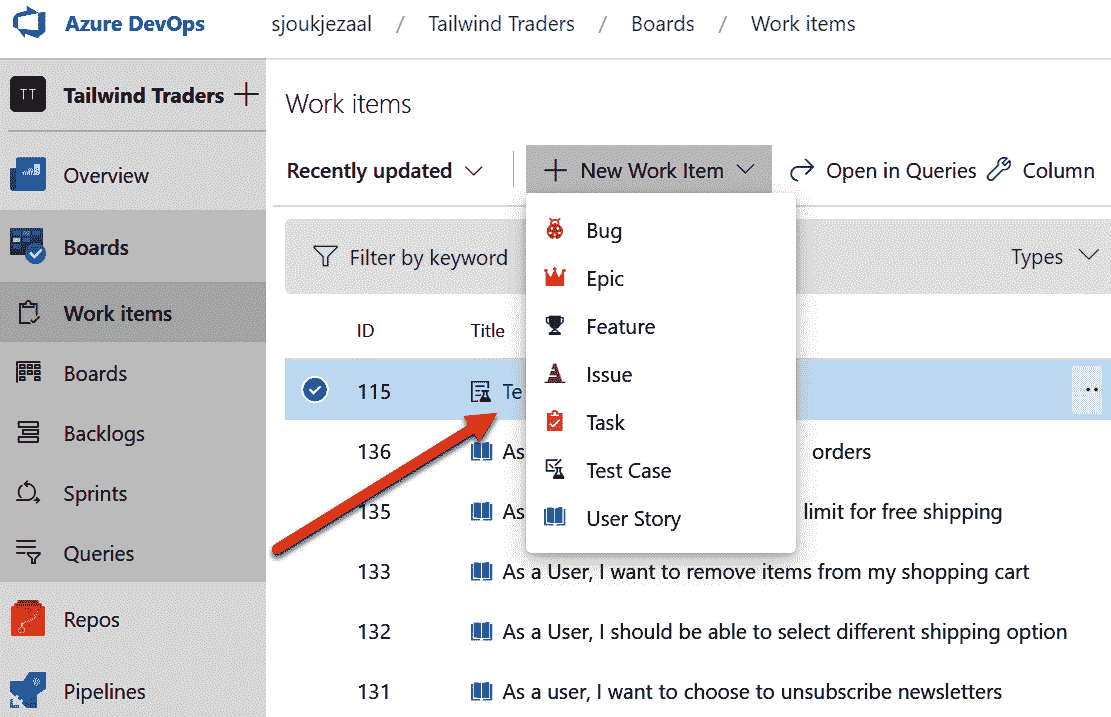 Azure DevOps sjoukjezaal / Tailwind Traders / Boards / Work items
TT Tailwind Traders
Work items
Recently updated
New Work Item
Open in Queries
Column
Overview
Boards
Work items
Boards
Backlogs
Sprints
Queries
Repos
Pipelines
Filter by keyword
Types
Bug
Epic
Feature
Issue
Task
Test Case
User Story
ID Title
115 Te
136 As orders
135 As limit for free shipping
133 As a User, I want to remove items from my shopping cart
132 As a User, I should be able to select different shipping option
131 As a user, I want to choose to unsubscribe newsletters